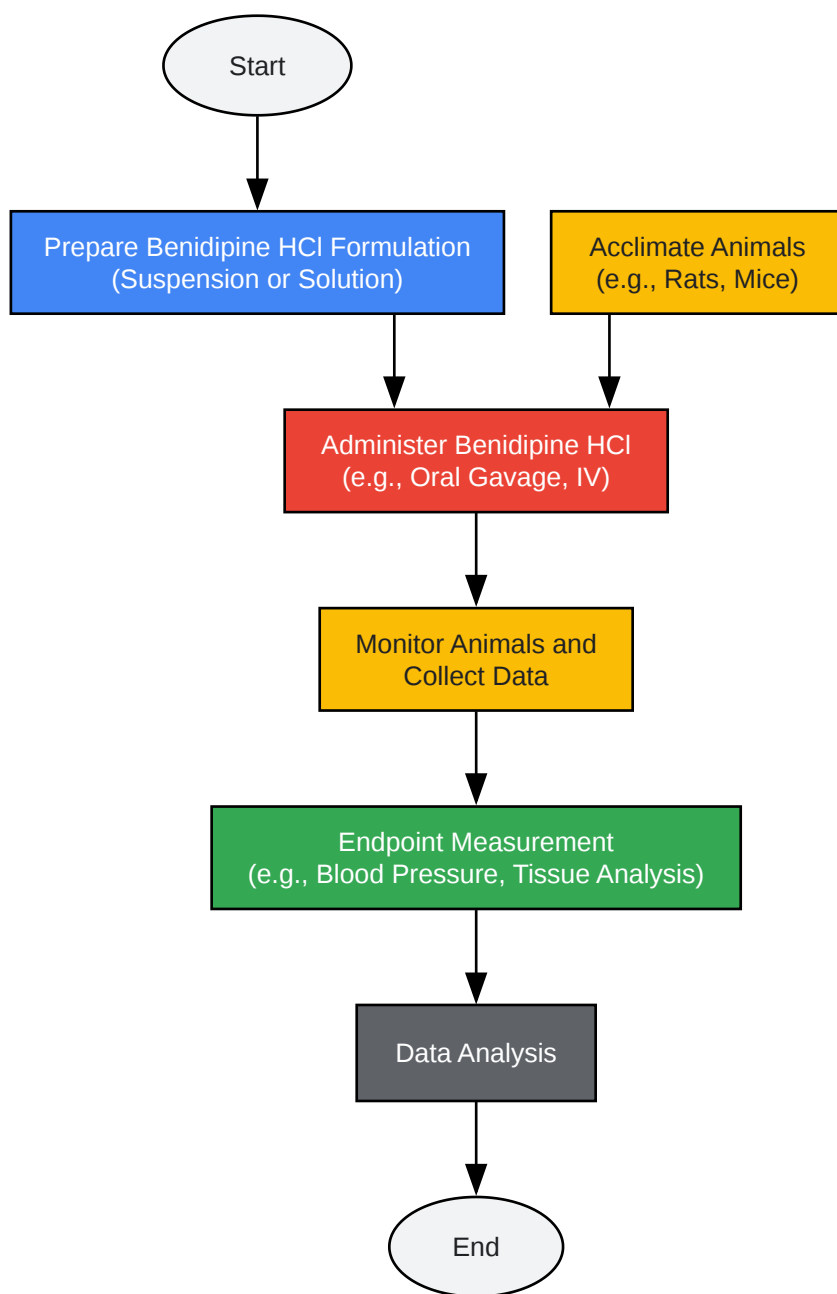 Start
Prepare Benidipine HCl Formulation
(Suspension or Solution)
Acclimate Animals
(e.g., Rats, Mice)
Administer Benidipine HCl
(e.g., Oral Gavage, IV)
Monitor Animals and
Collect Data
Endpoint Measurement
(e.g., Blood Pressure, Tissue Analysis)
Data Analysis
End